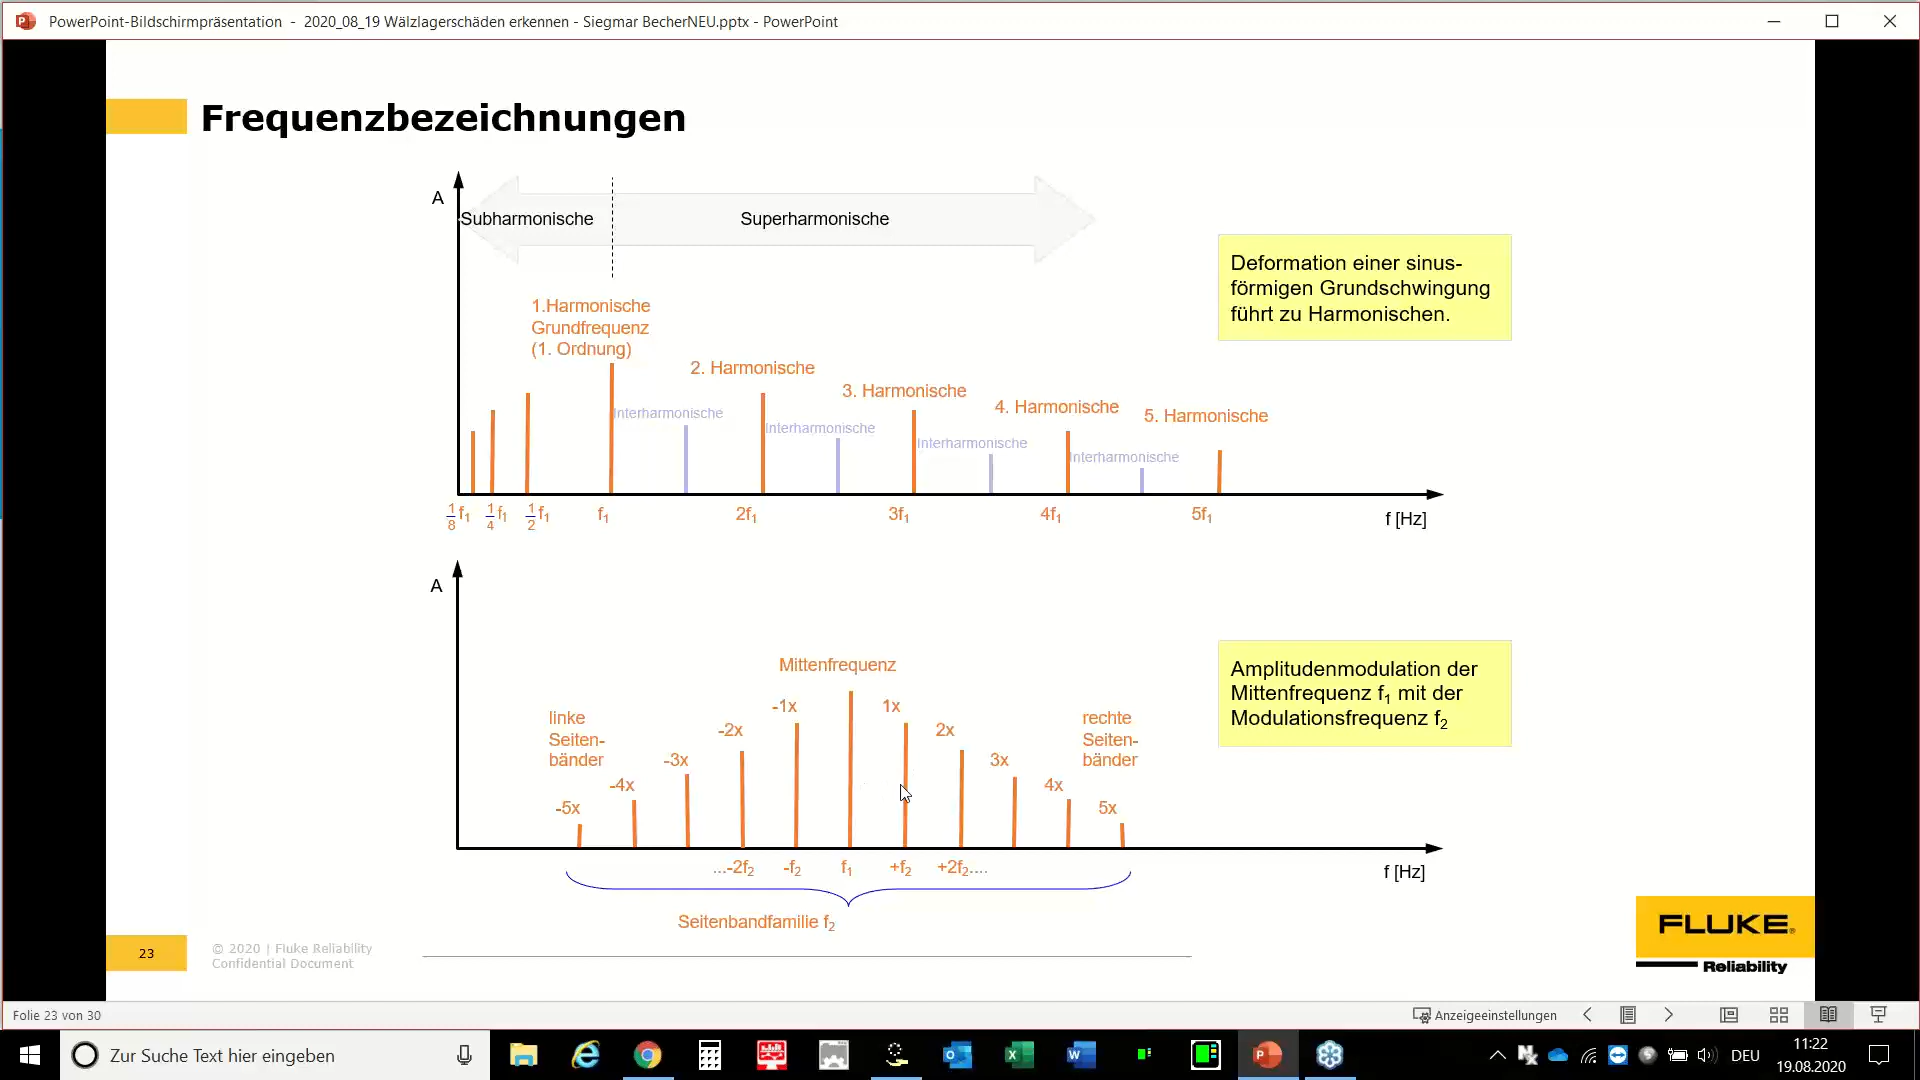 PowerPoint-Bildschirmpräsentation - 2020_08_19 Wälzlagerschäden erkennen - Siegmar BecherNEU.pptx - PowerPoint
Frequenzbezeichnungen
A
Subharmonische
Superharmonische
Deformation einer sinus-
förmigen Grundschwingung
führt zu Harmonischen.
1.Harmonische
Grundfrequenz
(1. Ordnung)
2. Harmonische
3. Harmonische
4. Harmonische
5. Harmonische
Interharmonische
Interharmonische
Interharmonische
Interharmonische
1/8 f1 1/4 f1 1/2 f1 f1 2f1 3f1 4f1 5f1
f [Hz]
A
Mittenfrequenz
Amplitudenmodulation der
Mittenfrequenz f1 mit der
Modulationsfrequenz f2
linke
Seiten-
bänder
rechte
Seiten-
bänder
-5x -4x -3x -2x -1x 1x 2x 3x 4x 5x
...-2f2 -f2 f1 +f2 +2f2....
f [Hz]
Seitenbandfamilie f2
23
© 2020 | Fluke Reliability
Confidential Document
FLUKE®
Reliability
Folie 23 von 30
Anzeigeeinstellungen
Zur Suche Text hier eingeben
DEU
11:22
19.08.2020